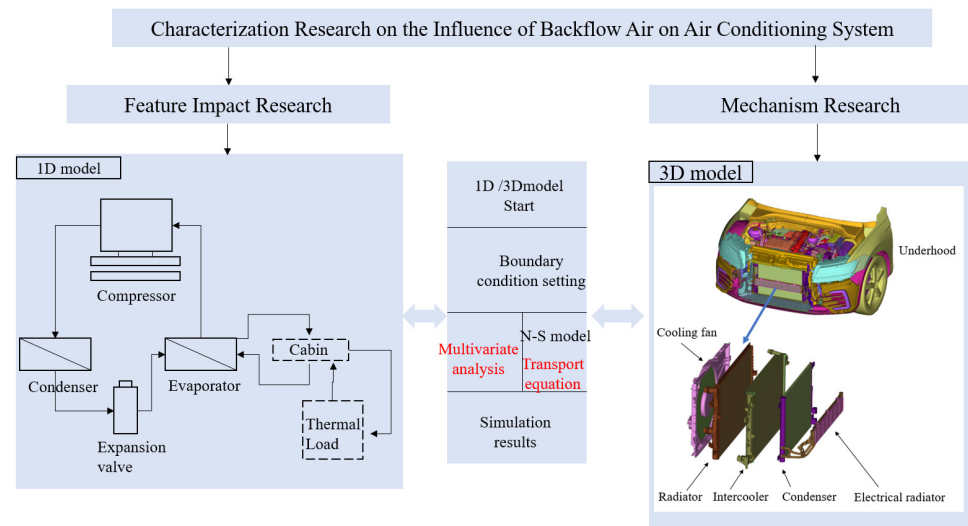 Characterization Research on the Influence of Backflow Air on Air Conditioning System
Feature Impact Research
Mechanism Research
1D model
Compressor
Condenser
Expansion
valve
Evaporator
Cabin
Thermal
Load
1D /3Dmodel
Start
Boundary
condition setting
Multivariate
analysis
N-S model
Transport
equation
Simulation
results
3D model
Underhood
Cooling fan
Radiator
Intercooler
Condenser
Electrical radiator